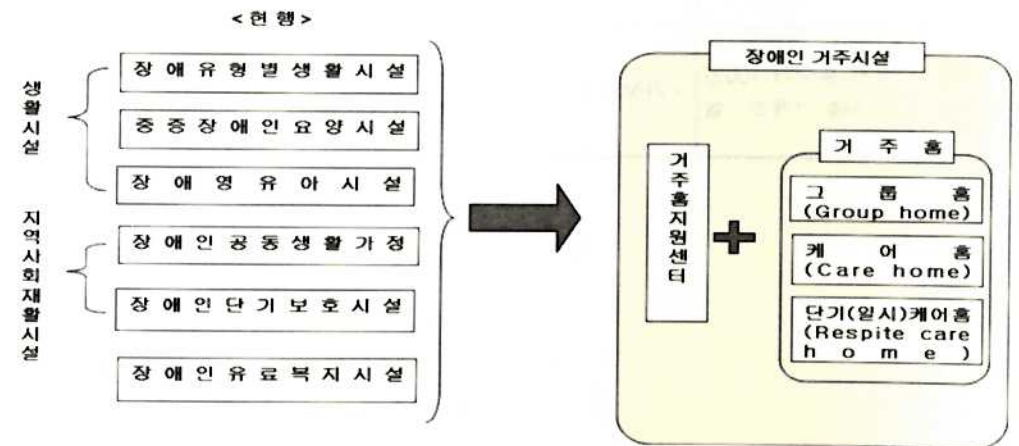 <현행>
생활시설
장애유형별생활시설
중증장애인요양시설
장애영유아시설
지역사회재활시설
장애인공동생활가정
장애인단기보호시설
장애인유료복지시설
장애인 거주시설
거주홈지원센터
거주홈
그룹홈
(Group home)
케어홈
(Care home)
단기(일시)케어홈
(Respite care
home)